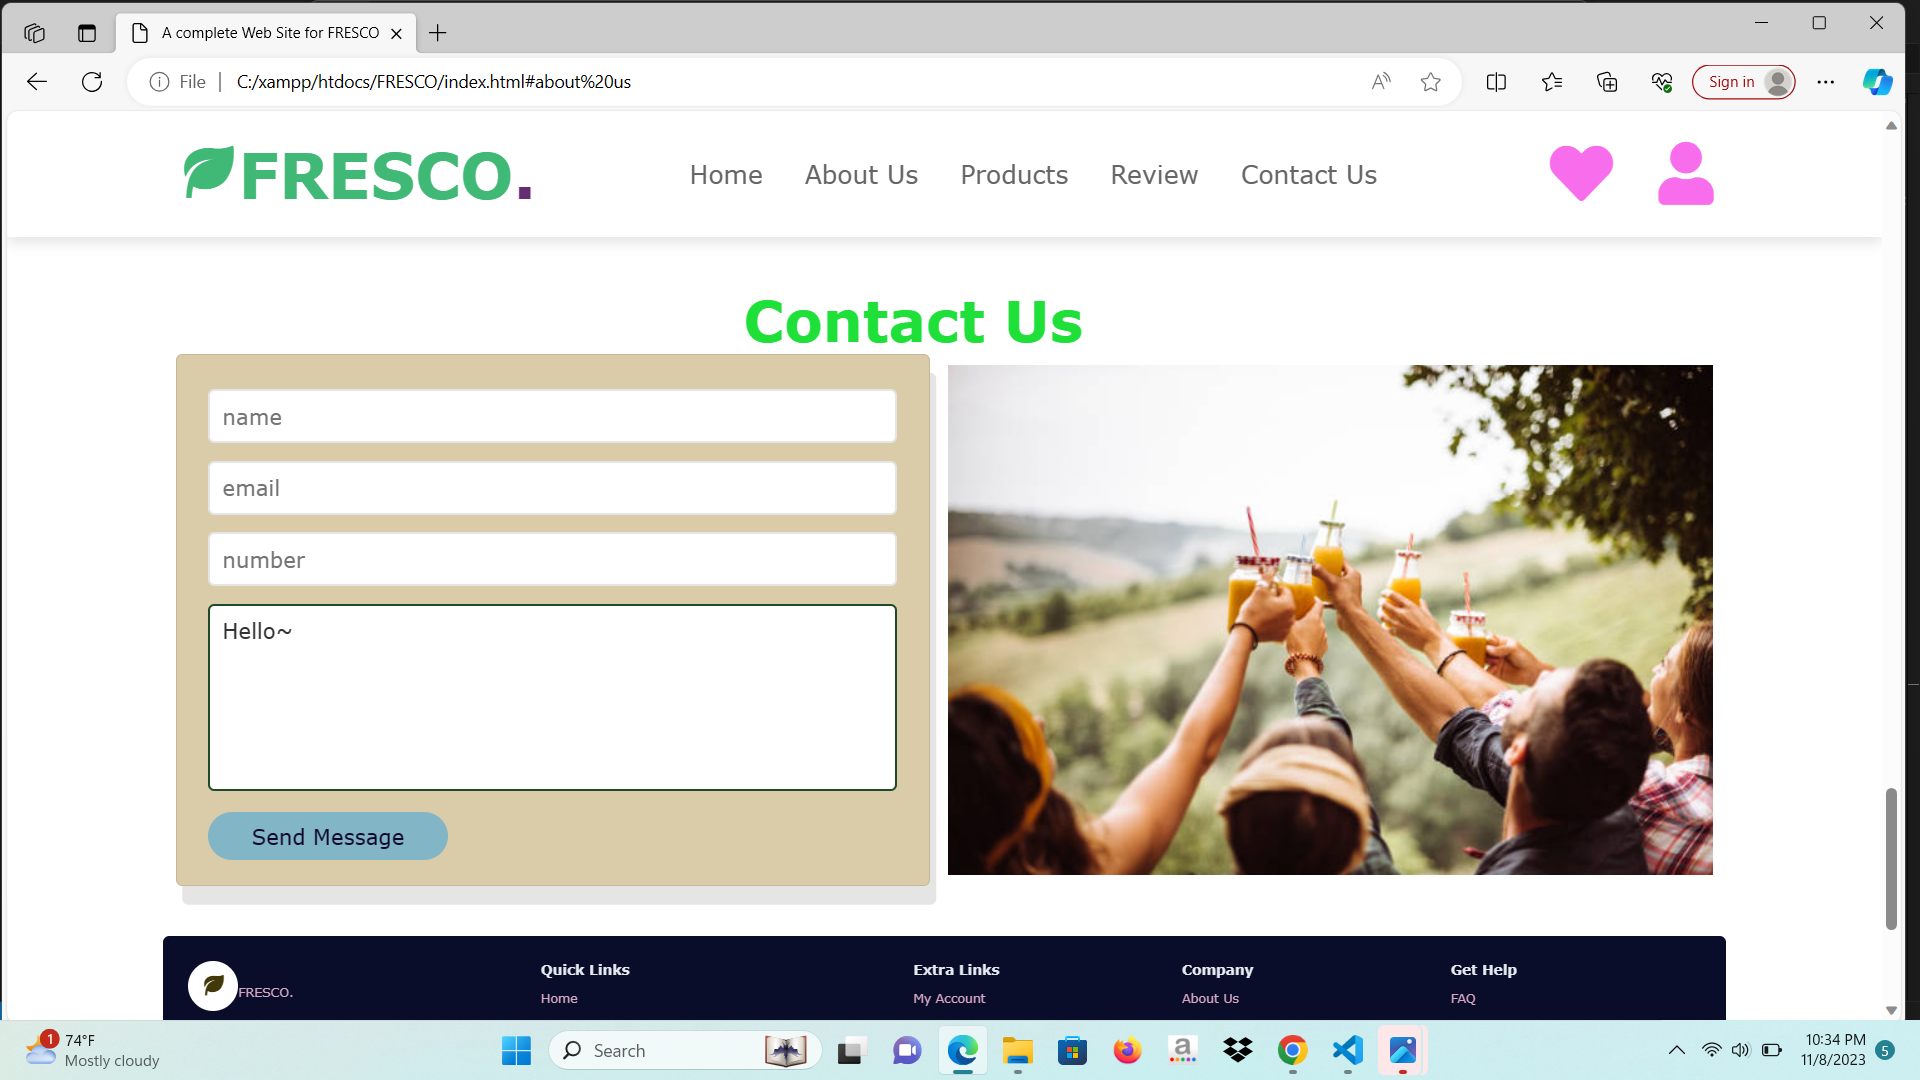 A complete Web Site for FRESCO
File
C:/xampp/htdocs/FRESCO/index.html#about%20us
Sign in
FRESCO.
Home About Us Products Review Contact Us
Contact Us
name
email
number
Hello~
Send Message
FRESCO.
Quick Links
Home
Extra Links
My Account
Company
About Us
Get Help
FAQ
1
74°F
Mostly cloudy
Search
a
10:34 PM
11/8/2023
5